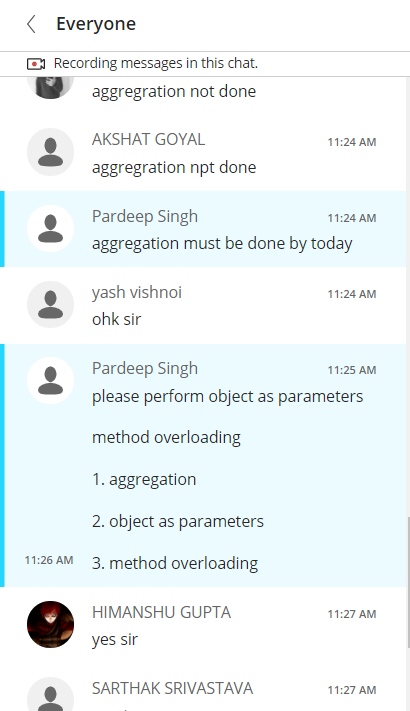 Everyone
Recording messages in this chat.
aggregration not done
AKSHAT GOYAL 11:24 AM
aggregration npt done
Pardeep Singh 11:24 AM
aggregation must be done by today
yash vishnoi 11:24 AM
ohk sir
Pardeep Singh 11:25 AM
please perform object as parameters
method overloading
1. aggregation
2. object as parameters
11:26 AM 3. method overloading
HIMANSHU GUPTA 11:27 AM
yes sir
SARTHAK SRIVASTAVA 11:27 AM